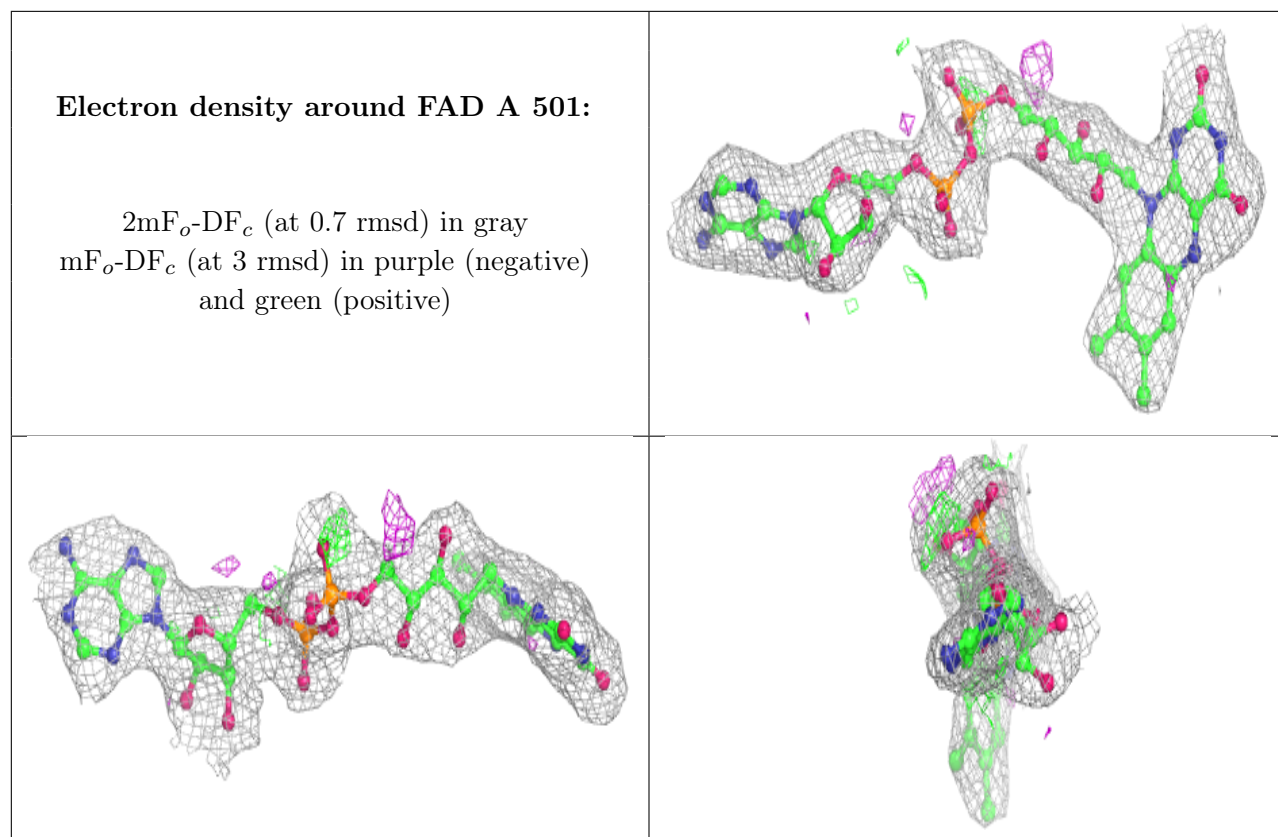 Electron density around FAD A 501:
2mFₒ-DF𝒸 (at 0.7 rmsd) in gray
mFₒ-DF𝒸 (at 3 rmsd) in purple (negative)
and green (positive)